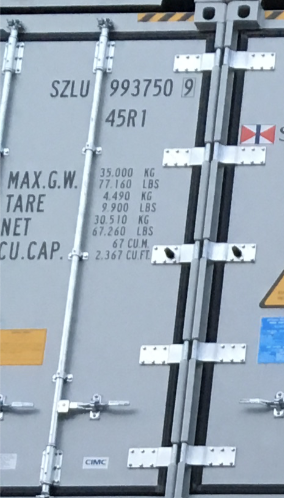 SZLU 993750 9
45R1
MAX.G.W. 35.000 KG
77.160 LBS
TARE 4.490 KG
9.900 LBS
NET 30.510 KG
67.260 LBS
CU.CAP. 67 CU.M.
2.367 CU.FT.
CIMC